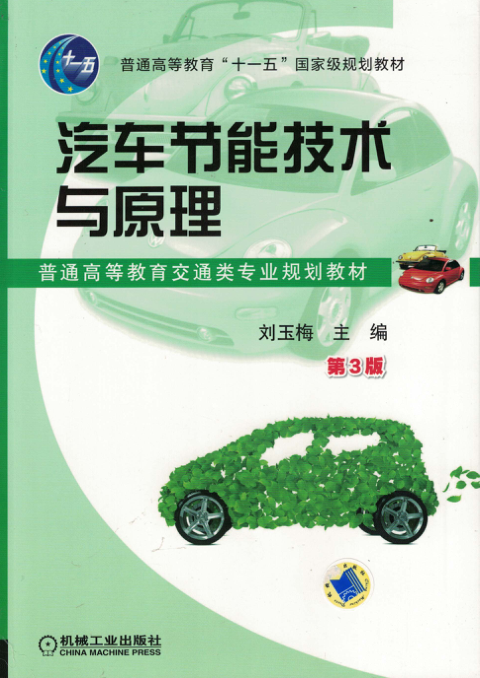 十一五
普通高等教育“十一五”国家级规划教材
汽车节能技术
与原理
普通高等教育交通类专业规划教材
刘玉梅 主 编
第3版
机械工业出版社
CHINA MACHINE PRESS